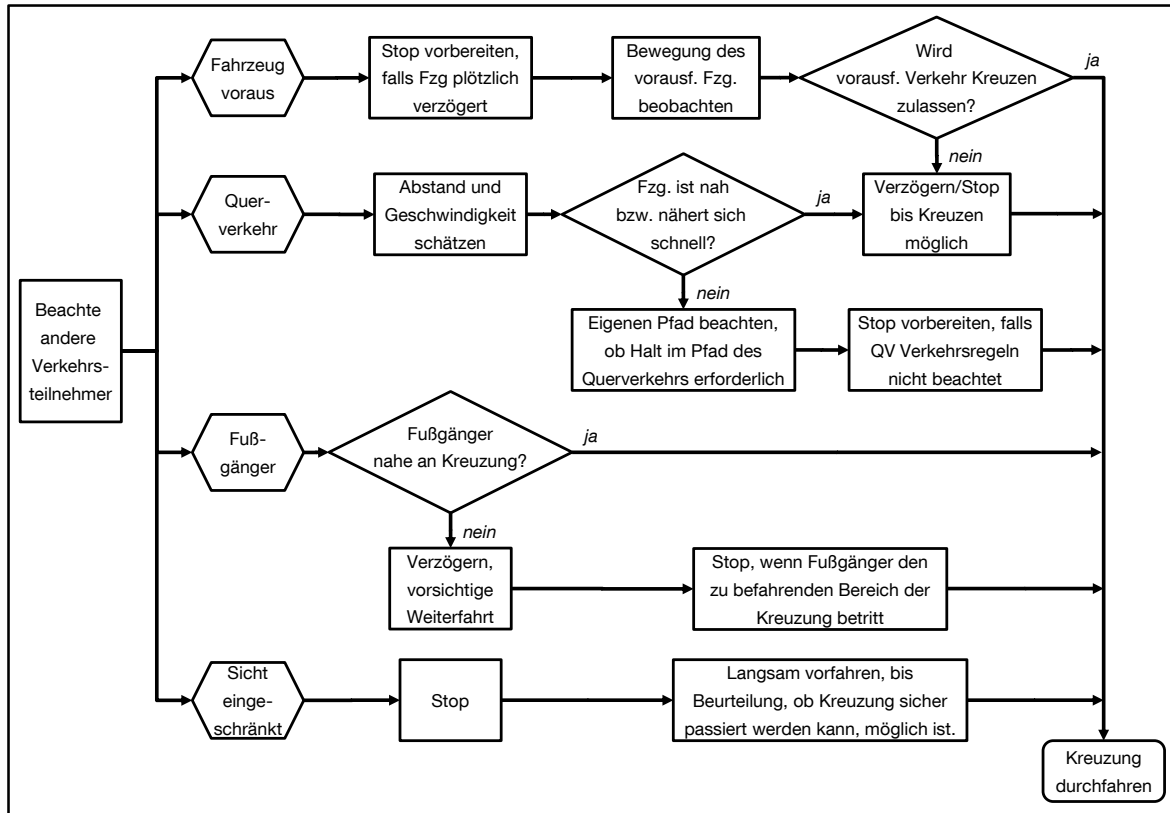 Fahrzeug
voraus
Stop vorbereiten,
falls Fzg plötzlich
verzögert
Bewegung des
vorausf. Fzg.
beobachten
Wird
vorausf. Verkehr Kreuzen
zulassen?
ja
nein
Quer-
verkehr
Abstand und
Geschwindigkeit
schätzen
Fzg. ist nah
bzw. nähert sich
schnell?
ja
Verzögern/Stop
bis Kreuzen
möglich
nein
Eigenen Pfad beachten,
ob Halt im Pfad des
Querverkehrs erforderlich
Stop vorbereiten, falls
QV Verkehrsregeln
nicht beachtet
Beachte
andere
Verkehrs-
teilnehmer
Fuß-
gänger
Fußgänger
nahe an Kreuzung?
ja
nein
Verzögern,
vorsichtige
Weiterfahrt
Stop, wenn Fußgänger den
zu befahrenden Bereich der
Kreuzung betritt
Sicht
einge-
schränkt
Stop
Langsam vorfahren, bis
Beurteilung, ob Kreuzung sicher
passiert werden kann, möglich ist.
Kreuzung
durchfahren